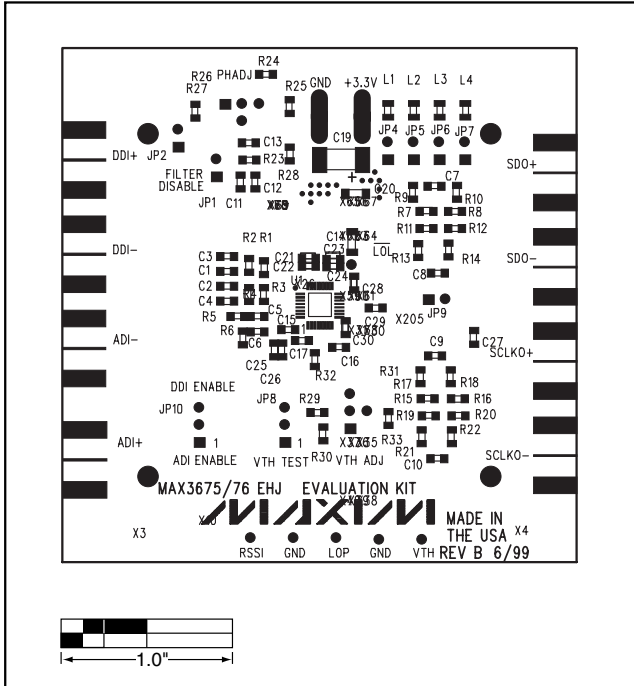 R24
R26 PHADJ
R27
R25 GND +3.3V L1 L2 L3 L4
JP2
C13
C19
JP4 JP5 JP6 JP7
DDI+
R23
SDO+
FILTER DISABLE
R28
C12
JP1 C11
+
C20
C7
R9 R10
R7 R8
R11 R12
R2 R1
LOL
DDI-
C3 C21 C23
R13 R14
SDO-
C1 C22
C8
C24
C2 R4 R3 U1
C28
C4
X205 JP9
R5 C5
C29
ADI-
R6 C15 1
C30
C27
C6 C17
C16
C9
SCLKO+
C25
C26
R32
R31
DDI ENABLE
R17 R18
JP10 JP8 R29
R15 R16
R33
R19 R20
ADI+
1 1
R22
ADI ENABLE VTH TEST R30 VTH ADJ
R21
C10
SCLKO-
MAX3675/76 EHJ EVALUATION KIT
MAXIM
MADE IN
THE USA X4
REV B 6/99
X3
RSSI GND LOP GND VTH
1.0"